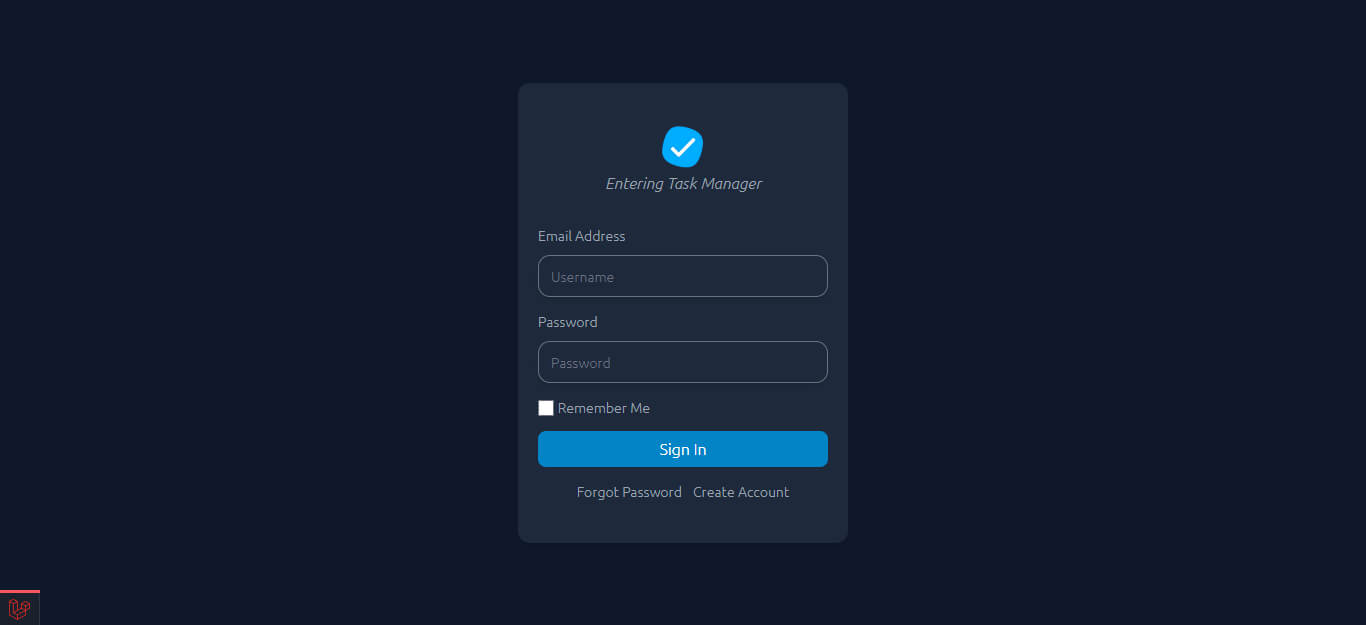 Entering Task Manager
Email Address
Username
Password
Password
Remember Me
Sign In
Forgot Password Create Account